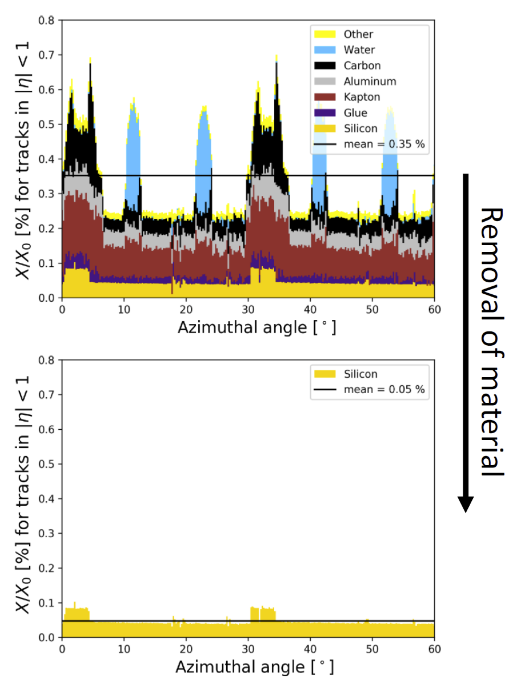 0.8
0.7
0.6
0.5
0.4
0.3
0.2
0.1
0.0
X/X₀ [%] for tracks in |η| < 1
Other
Water
Carbon
Aluminum
Kapton
Glue
Silicon
mean = 0.35 %
0 10 20 30 40 50 60
Azimuthal angle [°]
Removal of material
0.8
0.7
0.6
0.5
0.4
0.3
0.2
0.1
0.0
X/X₀ [%] for tracks in |η| < 1
Silicon
mean = 0.05 %
0 10 20 30 40 50 60
Azimuthal angle [°]